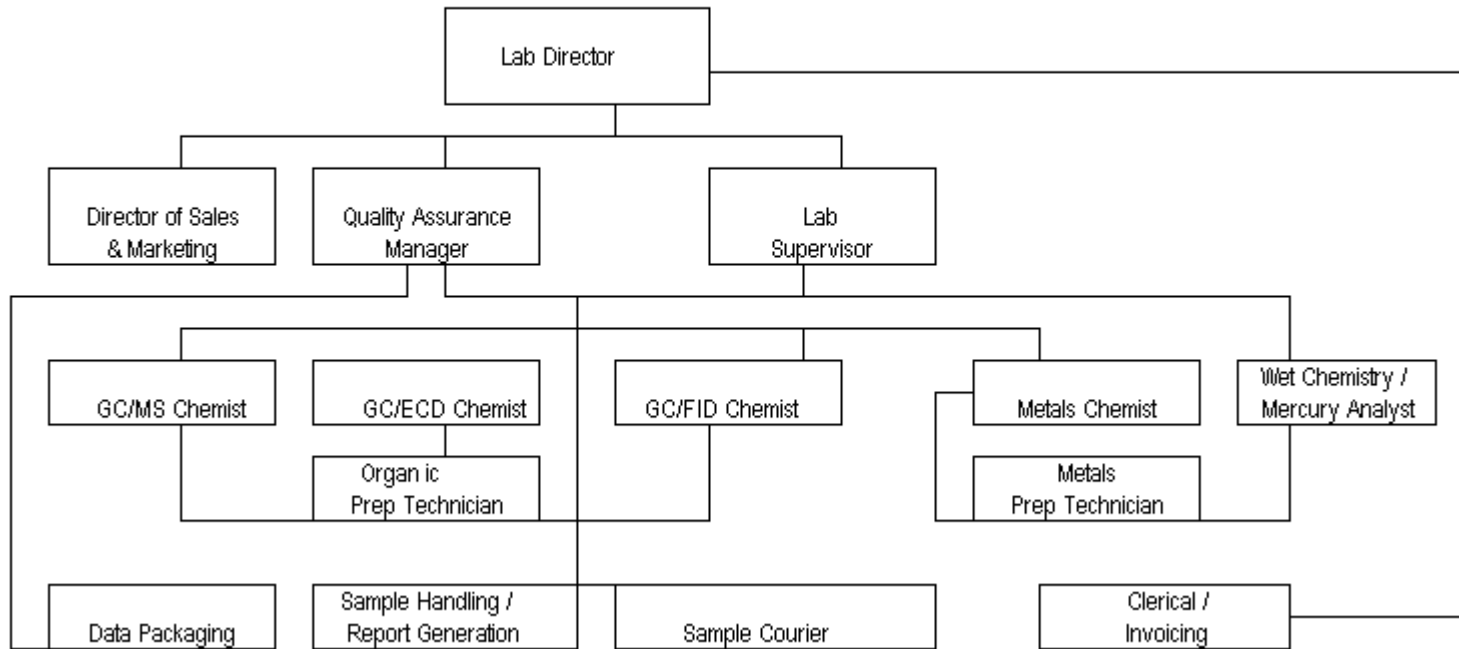 Lab Director
Director of Sales
& Marketing
Quality Assurance
Manager
Lab
Supervisor
GC/MS Chemist
GC/ECD Chemist
GC/FID Chemist
Metals Chemist
Wet Chemistry /
Mercury Analyst
Organ ic
Prep Technician
Metals
Prep Technician
Data Packaging
Sample Handling /
Report Generation
Sample Courier
Clerical /
Invoicing